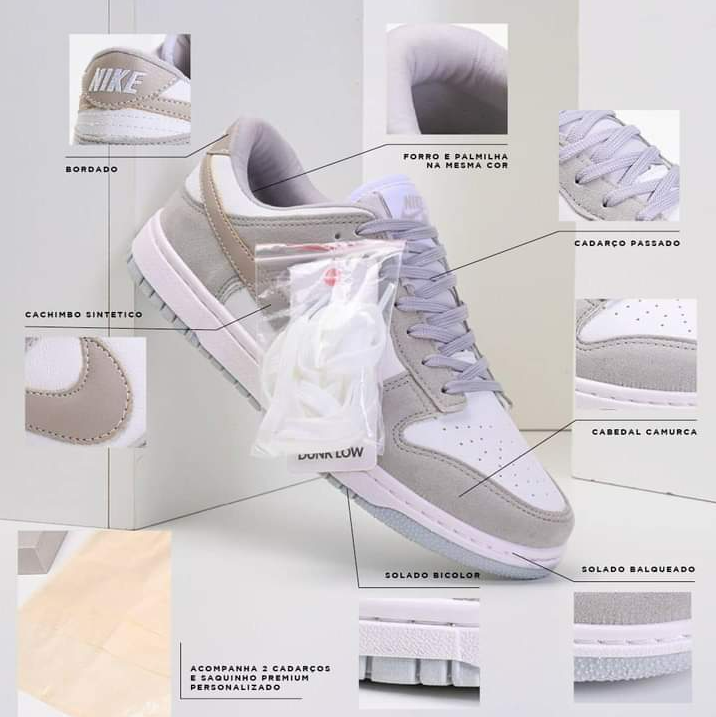 NIKE
BORDADO
FORRO E PALMILHA
NA MESMA COR
NIKE
CADARÇO PASSADO
CACHIMBO SINTETICO
CABEDAL CAMURCA
DUNK LOW
SOLADO BICOLOR
SOLADO BALQUEADO
ACOMPANHA 2 CADARÇOS
E SAQUINHO PREMIUM
PERSONALIZADO